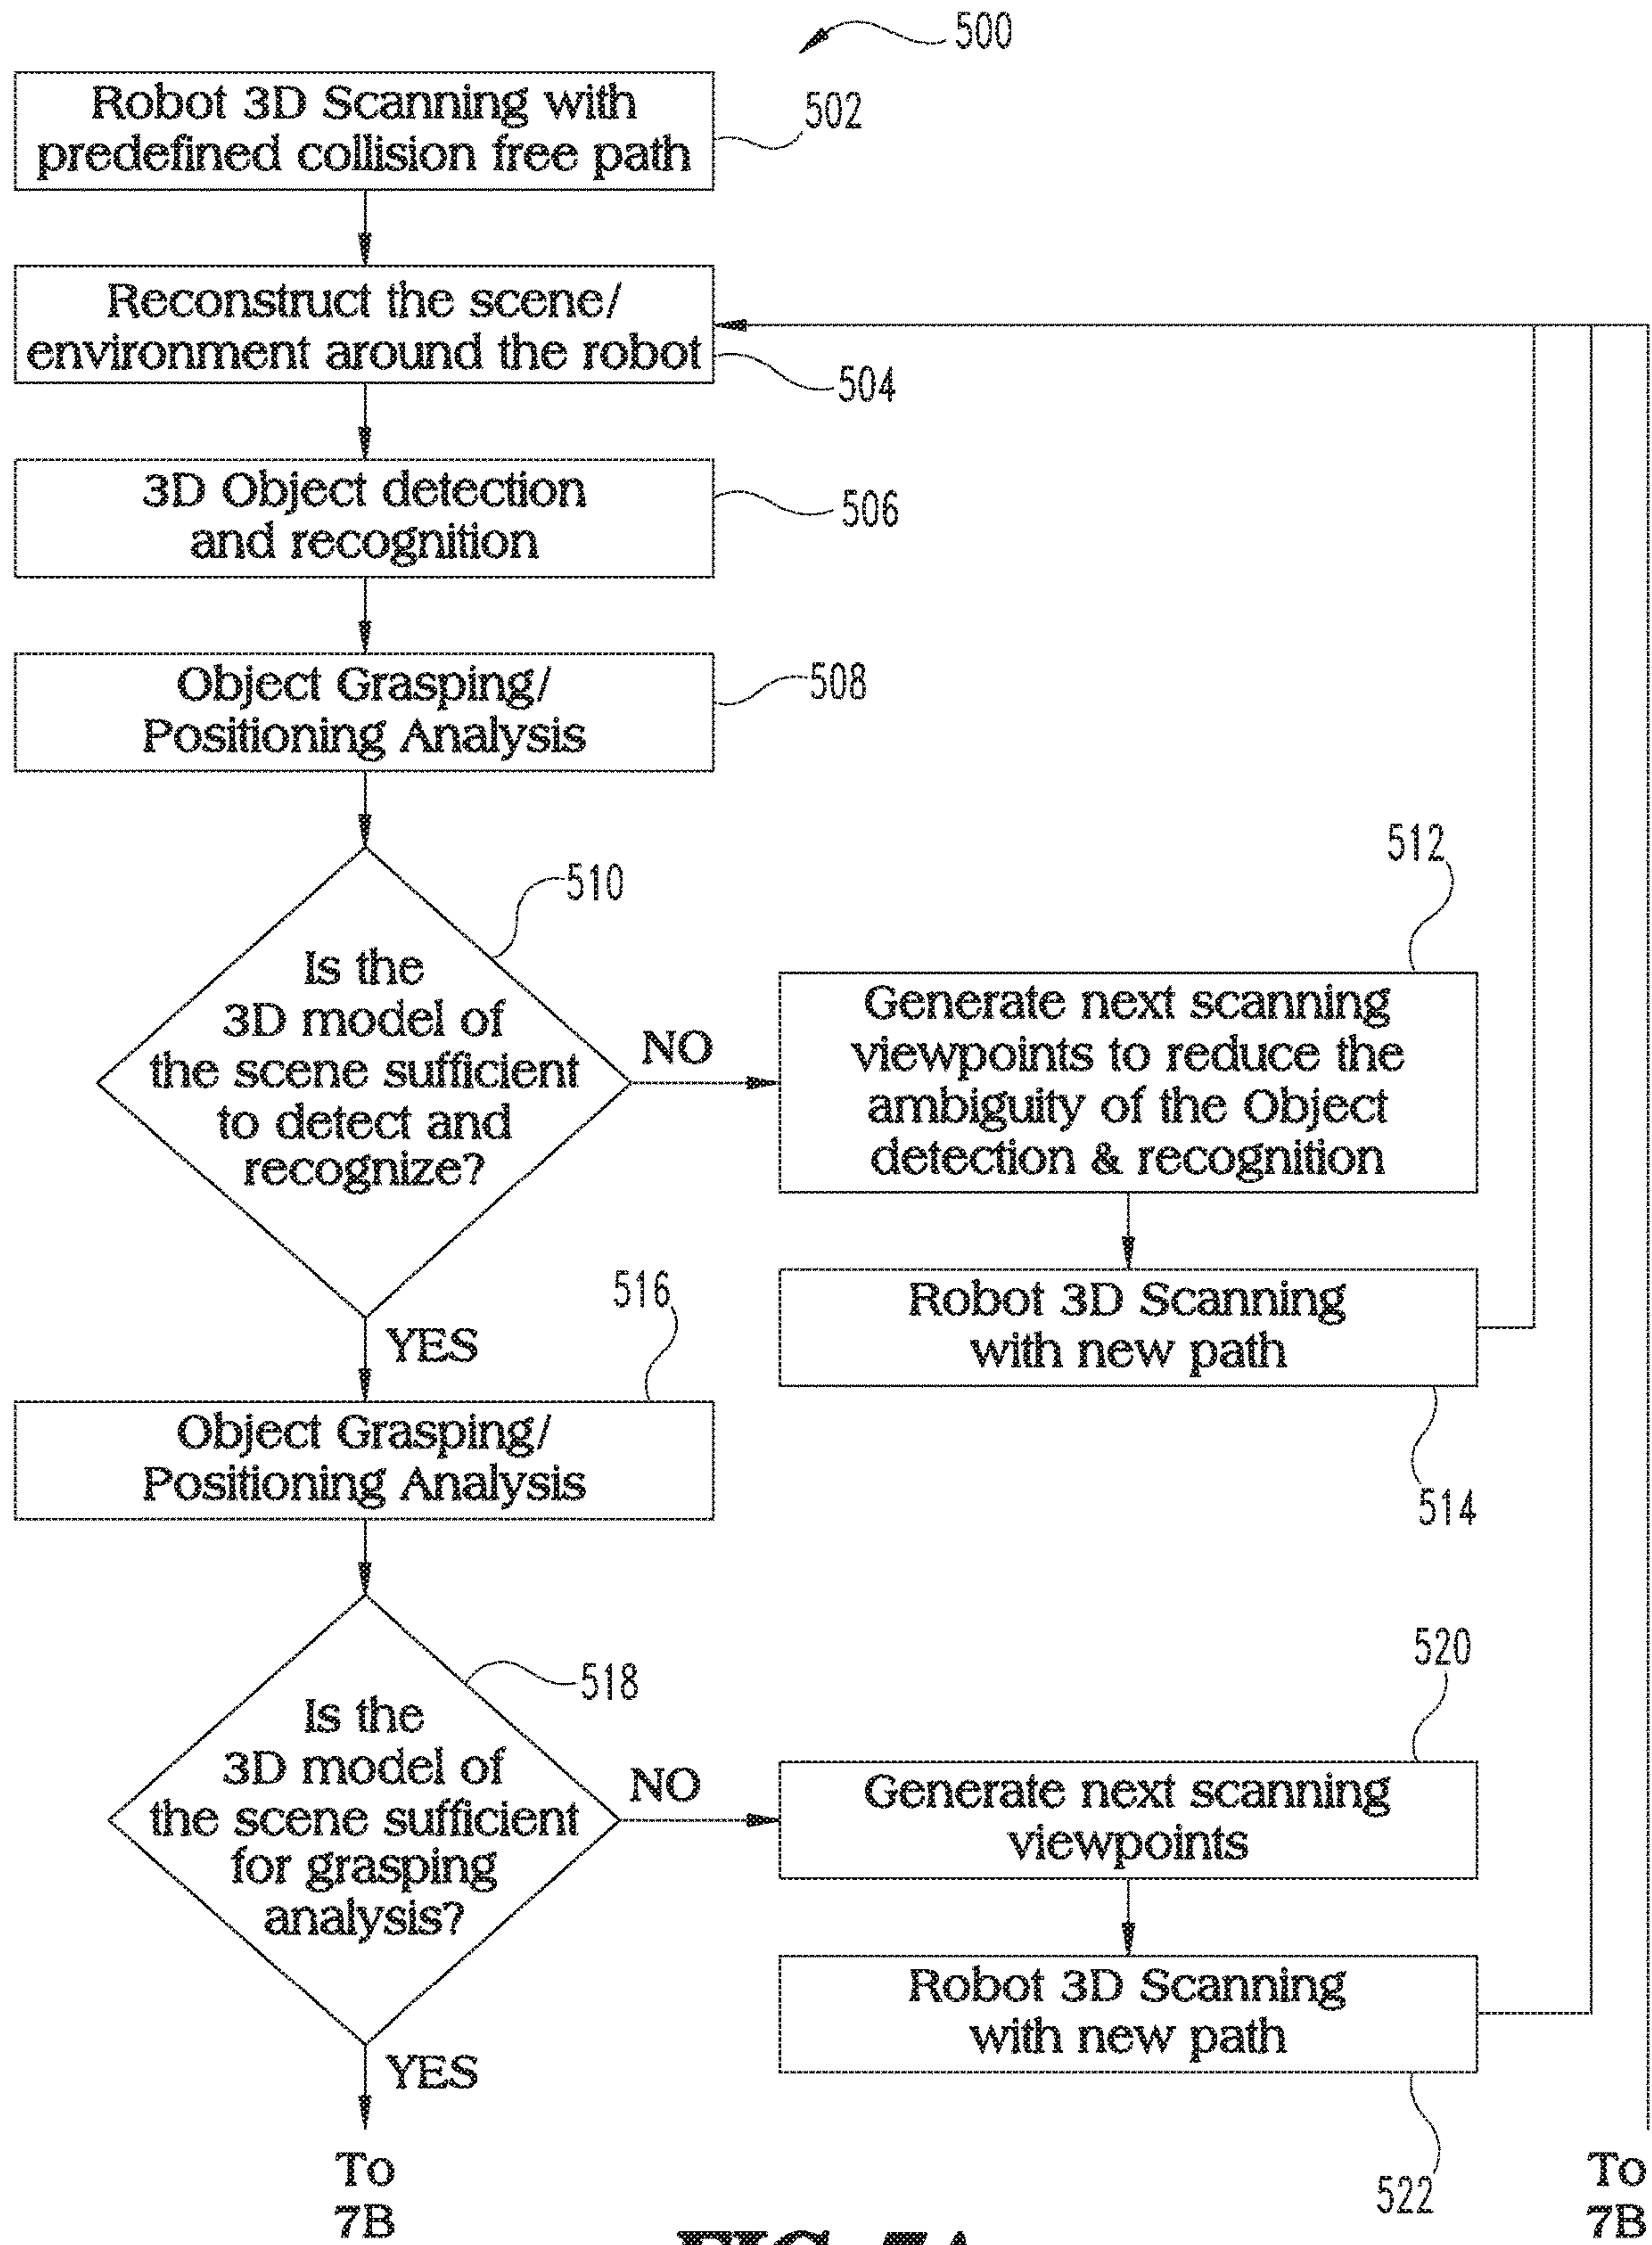 500
Robot 3D Scanning with
predefined collision free path
502
Reconstruct the scene/
environment around the robot
504
3D Object detection
and recognition
506
Object Grasping/
Positioning Analysis
508
510
Is the
3D model of
the scene sufficient
to detect and
recognize?
NO
512
Generate next scanning
viewpoints to reduce the
ambiguity of the Object
detection & recognition
Robot 3D Scanning
with new path
514
YES
516
Object Grasping/
Positioning Analysis
518
Is the
3D model of
the scene sufficient
for grasping
analysis?
NO
520
Generate next scanning
viewpoints
Robot 3D Scanning
with new path
522
YES
To
7B
To
7B